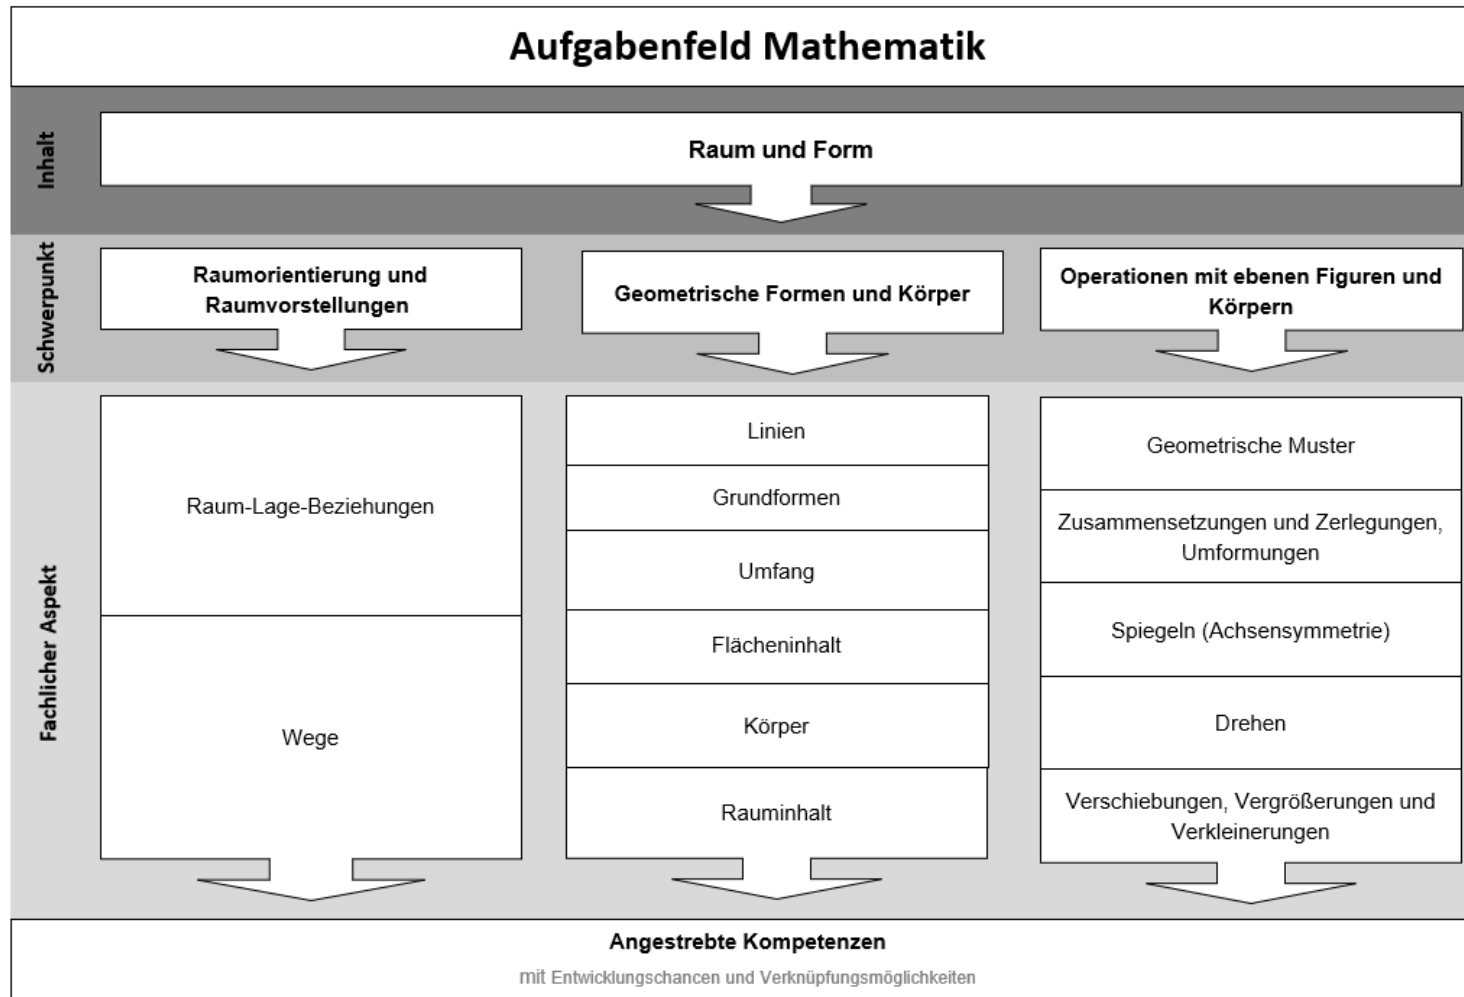 Aufgabenfeld Mathematik
Inhalt
Raum und Form
Schwerpunkt
Raumorientierung und
Raumvorstellungen
Geometrische Formen und Körper
Operationen mit ebenen Figuren und
Körpern
Fachlicher Aspekt
Raum-Lage-Beziehungen
Wege
Linien
Grundformen
Umfang
Flächeninhalt
Körper
Rauminhalt
Geometrische Muster
Zusammensetzungen und Zerlegungen,
Umformungen
Spiegeln (Achsensymmetrie)
Drehen
Verschiebungen, Vergrößerungen und
Verkleinerungen
Angestrebte Kompetenzen
mit Entwicklungschancen und Verknüpfungsmöglichkeiten